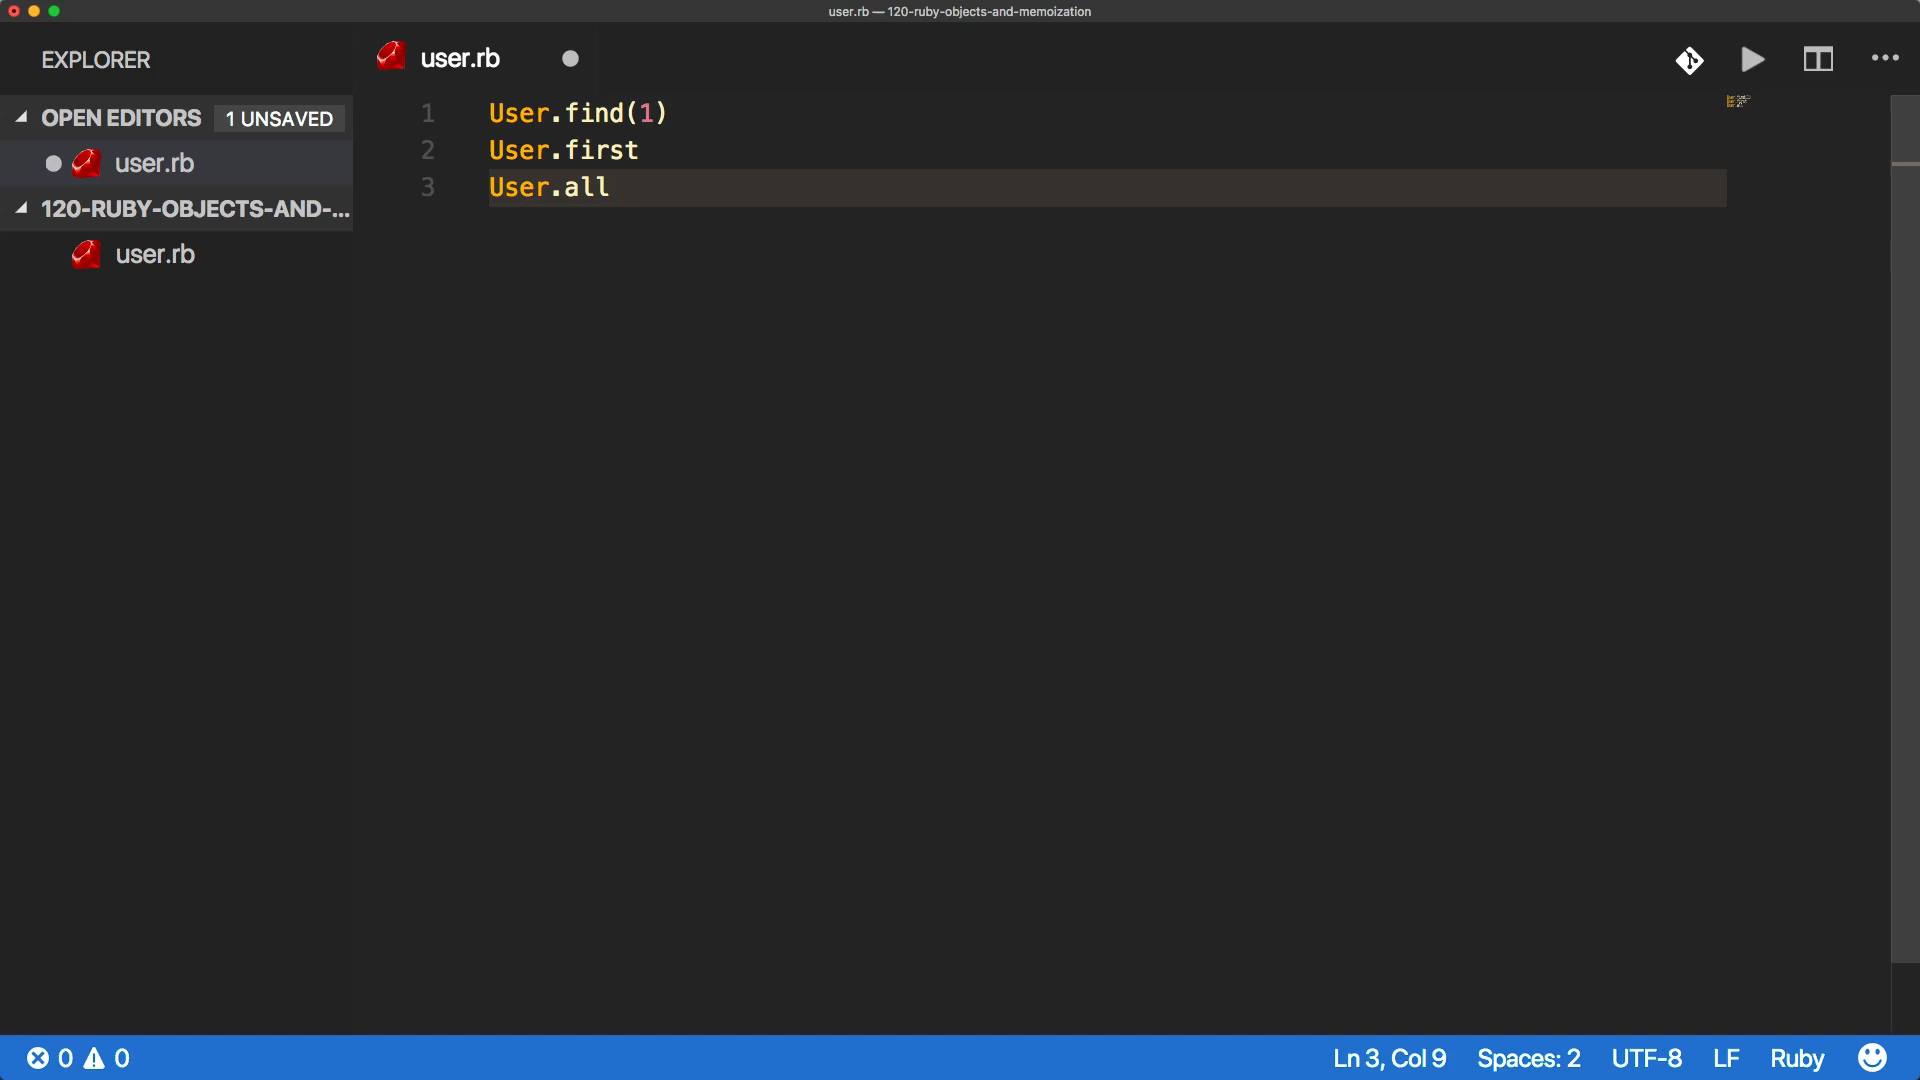 user.rb — 120-ruby-objects-and-memoization
EXPLORER
user.rb
OPEN EDITORS 1 UNSAVED
user.rb
120-RUBY-OBJECTS-AND-...
user.rb
1 User.find(1)
2 User.first
3 User.all
0 0
Ln 3, Col 9 Spaces: 2 UTF-8 LF Ruby